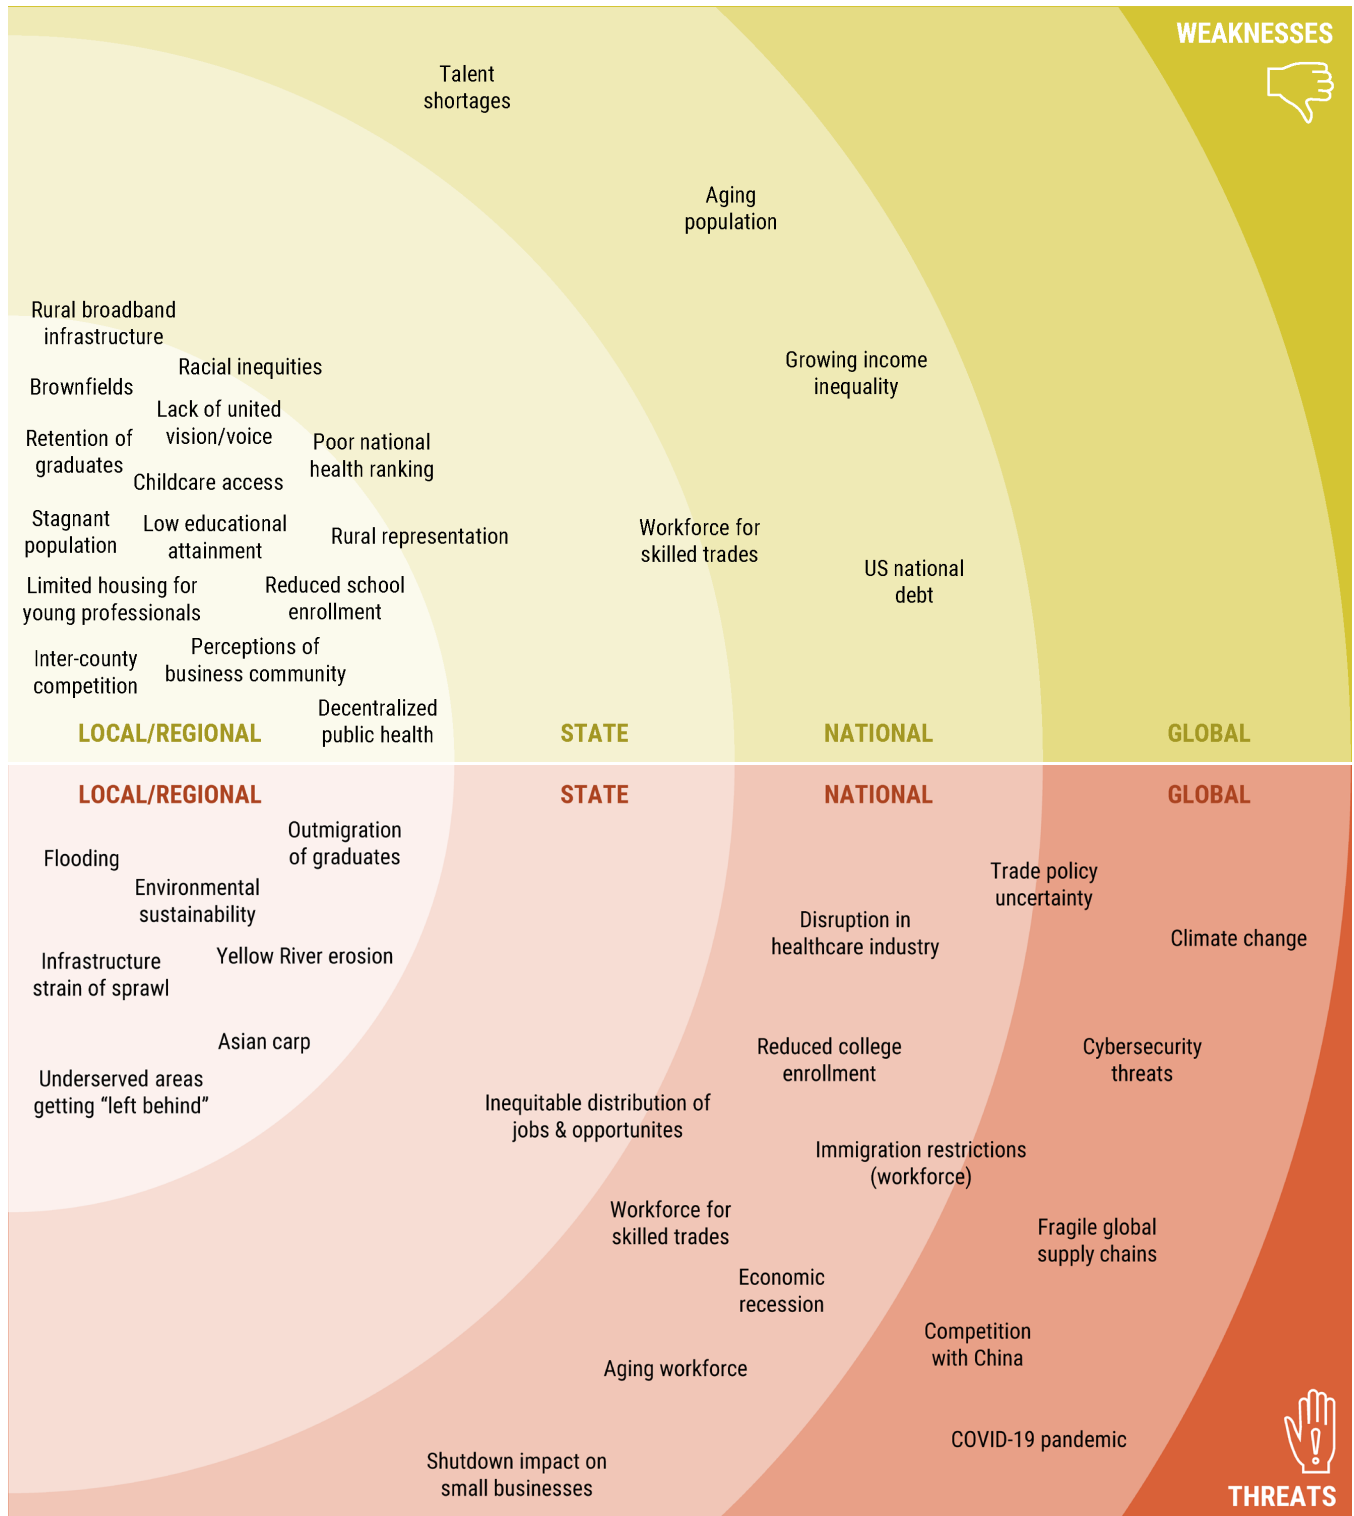 WEAKNESSES
Talent
shortages
Aging
population
Rural broadband
infrastructure
Racial inequities
Growing income
inequality
Brownfields
Lack of united
vision/voice
Retention of
graduates
Poor national
health ranking
Childcare access
Stagnant
population
Low educational
attainment
Rural representation
Workforce for
skilled trades
US national
debt
Limited housing for
young professionals
Reduced school
enrollment
Inter-county
competition
Perceptions of
business community
Decentralized
public health
LOCAL/REGIONAL
STATE
NATIONAL
GLOBAL
LOCAL/REGIONAL
STATE
NATIONAL
GLOBAL
Outmigration
of graduates
Flooding
Environmental
sustainability
Trade policy
uncertainty
Disruption in
healthcare industry
Climate change
Infrastructure
strain of sprawl
Yellow River erosion
Asian carp
Reduced college
enrollment
Cybersecurity
threats
Underserved areas
getting “left behind”
Inequitable distribution of
jobs & opportunites
Immigration restrictions
(workforce)
Workforce for
skilled trades
Fragile global
supply chains
Economic
recession
Competition
with China
Aging workforce
COVID-19 pandemic
Shutdown impact on
small businesses
THREATS